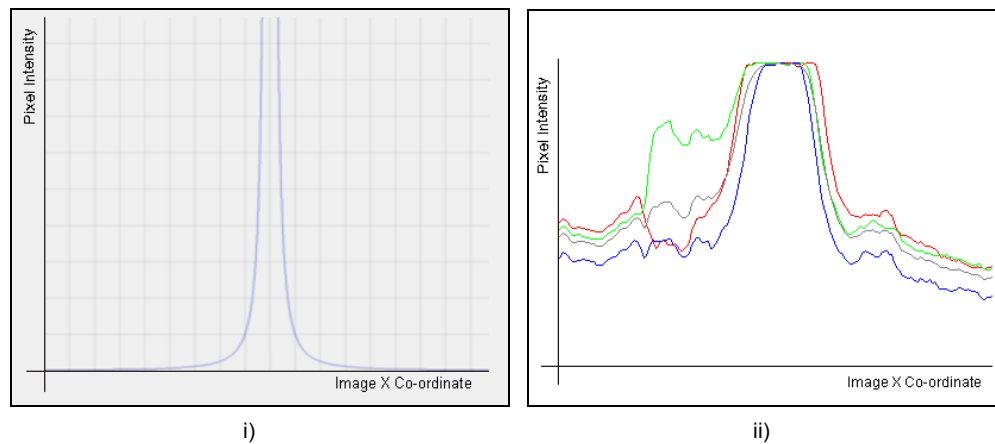 Pixel Intensity
Image X Co-ordinate
i)
Pixel Intensity
Image X Co-ordinate
ii)